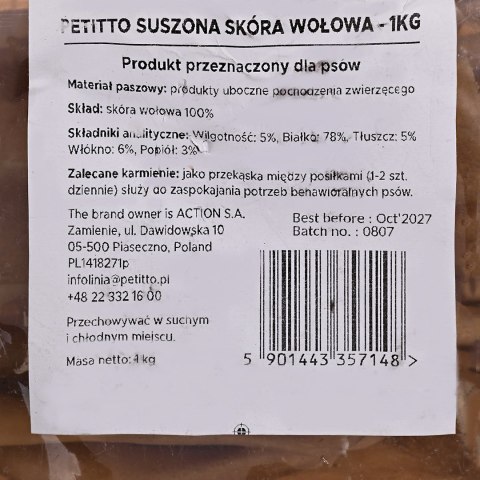 PETITTO SUSZONA SKÓRA WOŁOWA - 1KG
Produkt przeznaczony dla psów
Materiał paszowy: produkty uboczne pochodzenia zwierzęcego
Skład: skóra wołowa 100%
Składniki analityczne: Wilgotność: 5%, Białko: 78%, Tłuszcz: 5%
Włókno: 6%, Popiół: 3%
Zalecane karmienie: jako przekąska między posiłkami (1-2 szt.
dziennie) służy do zaspokajania potrzeb behawioralnych psów.
The brand owner is ACTION S.A.
Zamienie, ul. Dawidowska 10
05-500 Piaseczno, Poland
PL1418271p
infolinia@petitto.pl
+48 22 332 16 00
Best before : Oct'2027
Batch no. : 0807
Przechowywać w suchym
i chłodnym miejscu.
Masa netto: 1 kg
5 901443 357148 >